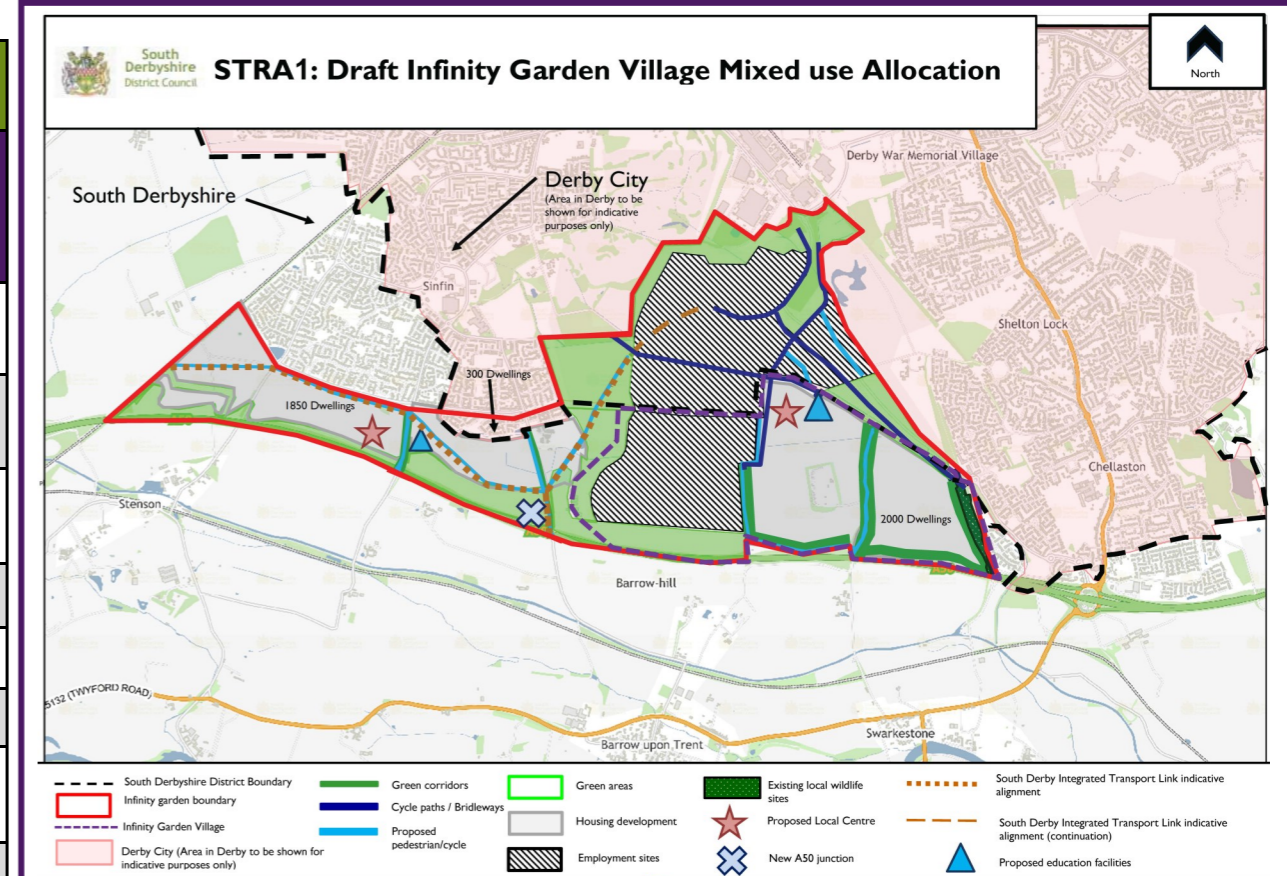 South
Derbyshire
District Council
STRA1: Draft Infinity Garden Village Mixed use Allocation
North
Derby War Memorial Village
South Derbyshire
Derby City
(Area in Derby to be
shown for indicative
purposes only)
Sinfin
Shelton Lock
300 Dwellings
1850 Dwellings
Chellaston
Stenson
2000 Dwellings
Barrow-hill
5132 (TWYFORD ROAD)
Barrow upon Trent
Swarkestone
South Derbyshire District Boundary
Infinity garden boundary
Infinity Garden Village
Derby City (Area in Derby to be shown for
indicative purposes only)
Green corridors
Cycle paths / Bridleways
Proposed
pedestrian/cycle
Green areas
Housing development
Employment sites
Existing local wildlife
sites
Proposed Local Centre
New A50 junction
South Derby Integrated Transport Link indicative
alignment
South Derby Integrated Transport Link indicative
alignment (continuation)
Proposed education facilities